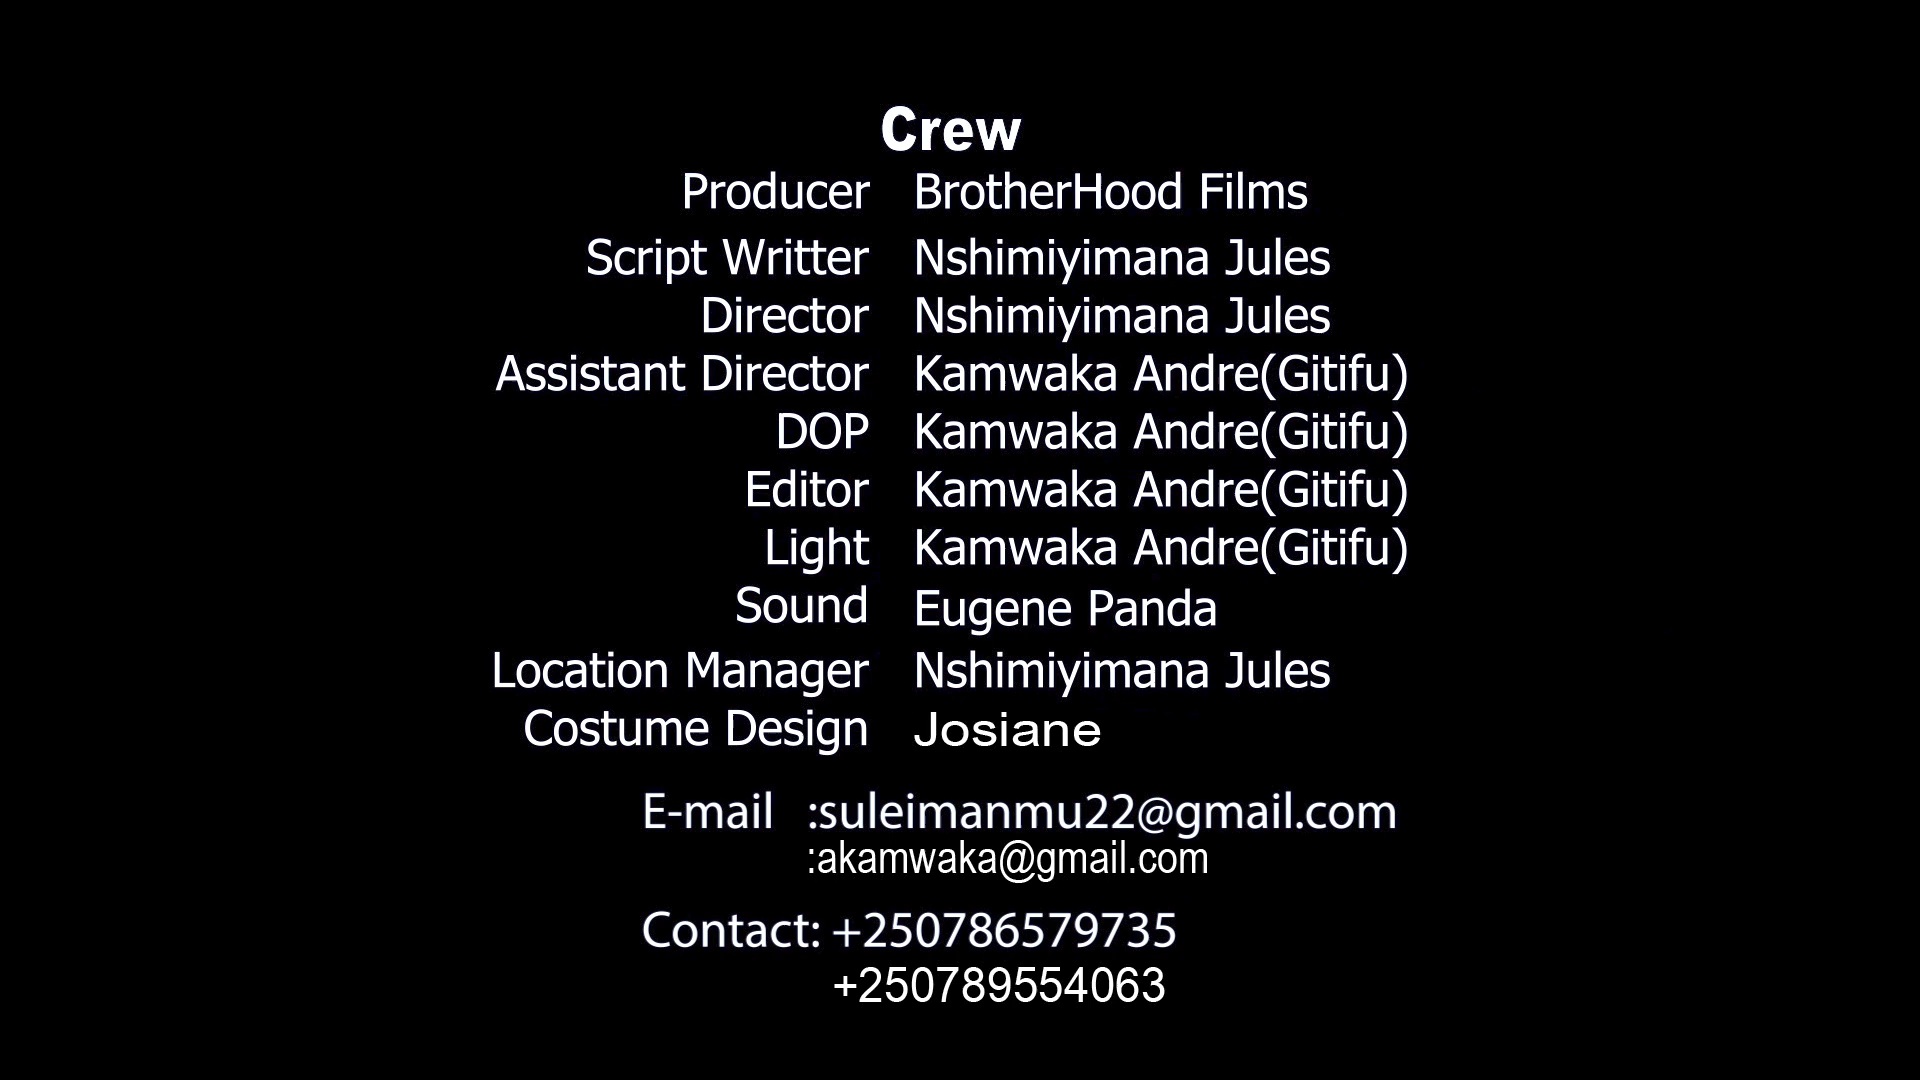 Crew
Producer BrotherHood Films
Script Writter Nshimiyimana Jules
Director Nshimiyimana Jules
Assistant Director Kamwaka Andre(Gitifu)
DOP Kamwaka Andre(Gitifu)
Editor Kamwaka Andre(Gitifu)
Light Kamwaka Andre(Gitifu)
Sound Eugene Panda
Location Manager Nshimiyimana Jules
Costume Design Josiane
E-mail :suleimanmu22@gmail.com
:akamwaka@gmail.com
Contact: +250786579735
+250789554063